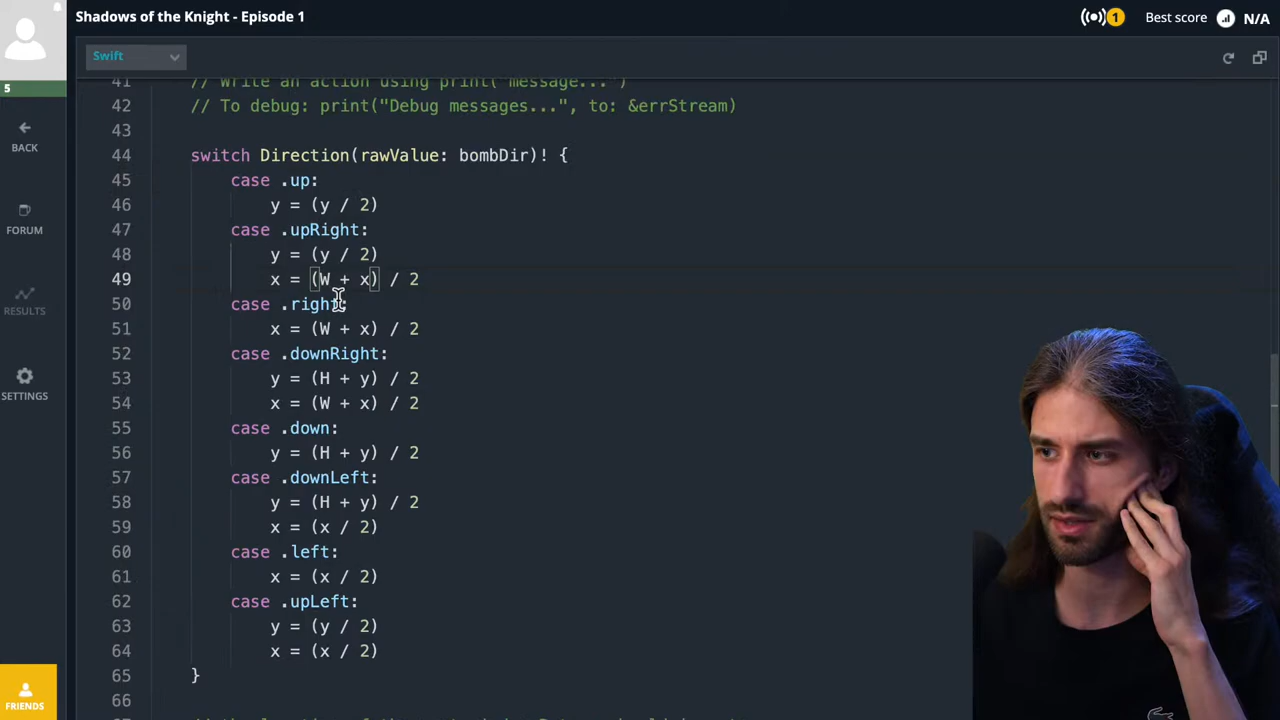 Shadows of the Knight - Episode 1
1
Best score
N/A
Swift
5
BACK
FORUM
RESULTS
SETTINGS
FRIENDS
41 // Write an action using print("message...")
42 // To debug: print("Debug messages...", to: &errStream)
43
44 switch Direction(rawValue: bombDir)! {
45 case .up:
46 y = (y / 2)
47 case .upRight:
48 y = (y / 2)
49 x = (W + x) / 2
50 case .right:
51 x = (W + x) / 2
52 case .downRight:
53 y = (H + y) / 2
54 x = (W + x) / 2
55 case .down:
56 y = (H + y) / 2
57 case .downLeft:
58 y = (H + y) / 2
59 x = (x / 2)
60 case .left:
61 x = (x / 2)
62 case .upLeft:
63 y = (y / 2)
64 x = (x / 2)
65 }
66